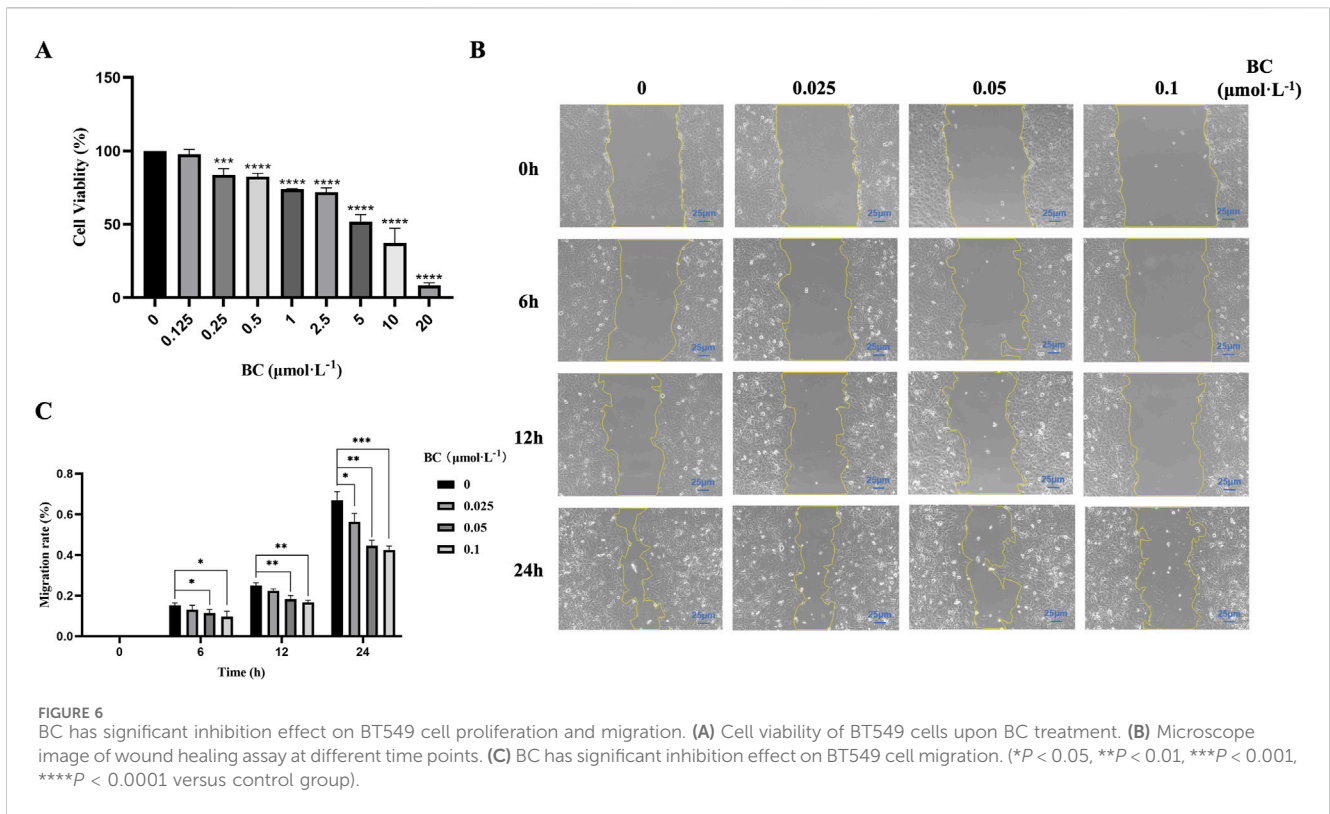 A
150
100
50
0
Cell Viablity (%)
***
****
****
****
****
****
****
0
0.125
0.25
0.5
1
2.5
5
10
20
BC (μmol·L⁻¹)
B
BC
0 0.025 0.05 0.1 (μmol·L⁻¹)
0h
25μm 25μm 25μm 25μm
6h
25μm 25μm 25μm 25μm
12h
25μm 25μm 25μm 25μm
24h
25μm 25μm 25μm 25μm
C
BC（μmol·L⁻¹）
0
0.025
0.05
0.1
0.8
0.6
0.4
0.2
0.0
Migration rate (%)
*
*
**
**
***
**
*
0 6 12 24
Time (h)
FIGURE 6
BC has significant inhibition effect on BT549 cell proliferation and migration. (A) Cell viability of BT549 cells upon BC treatment. (B) Microscope
image of wound healing assay at different time points. (C) BC has significant inhibition effect on BT549 cell migration. (*P < 0.05, **P < 0.01, ***P < 0.001,
****P < 0.0001 versus control group).